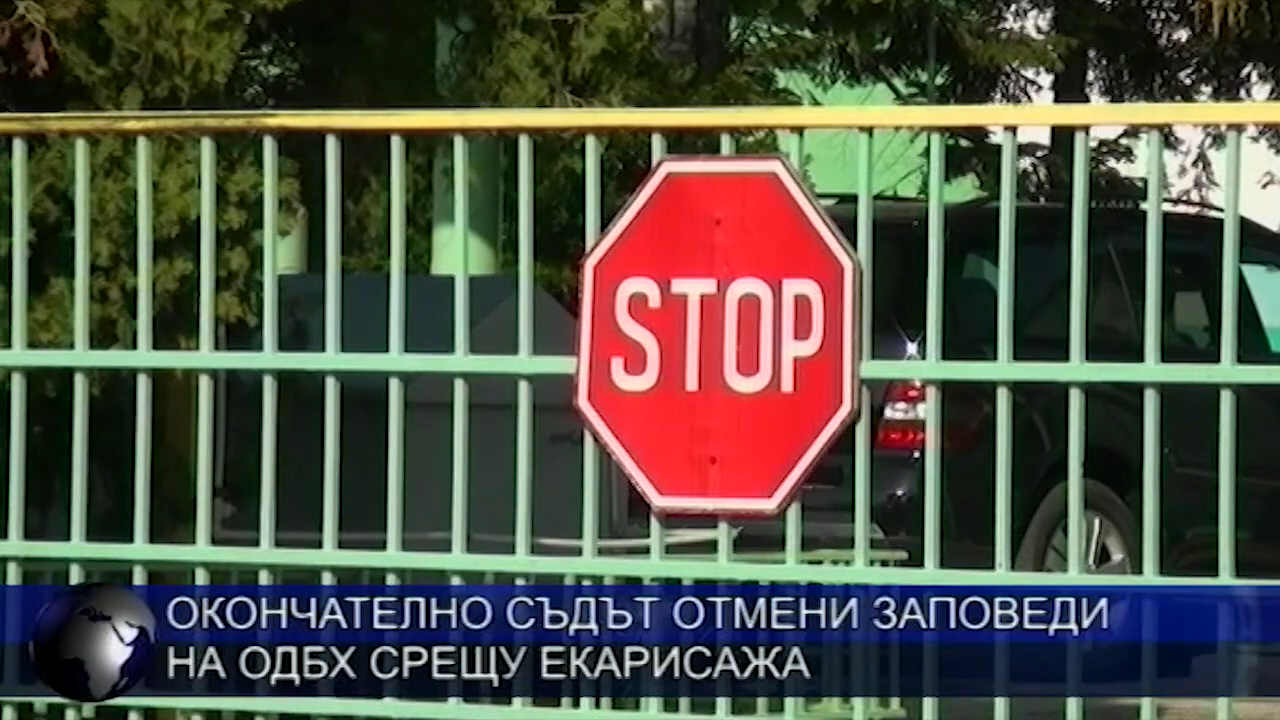 STOP
ОКОНЧАТЕЛНО СЪДЪТ ОТМЕНИ ЗАПОВЕДИ
НА ОДБХ СРЕЩУ ЕКАРИСАЖА